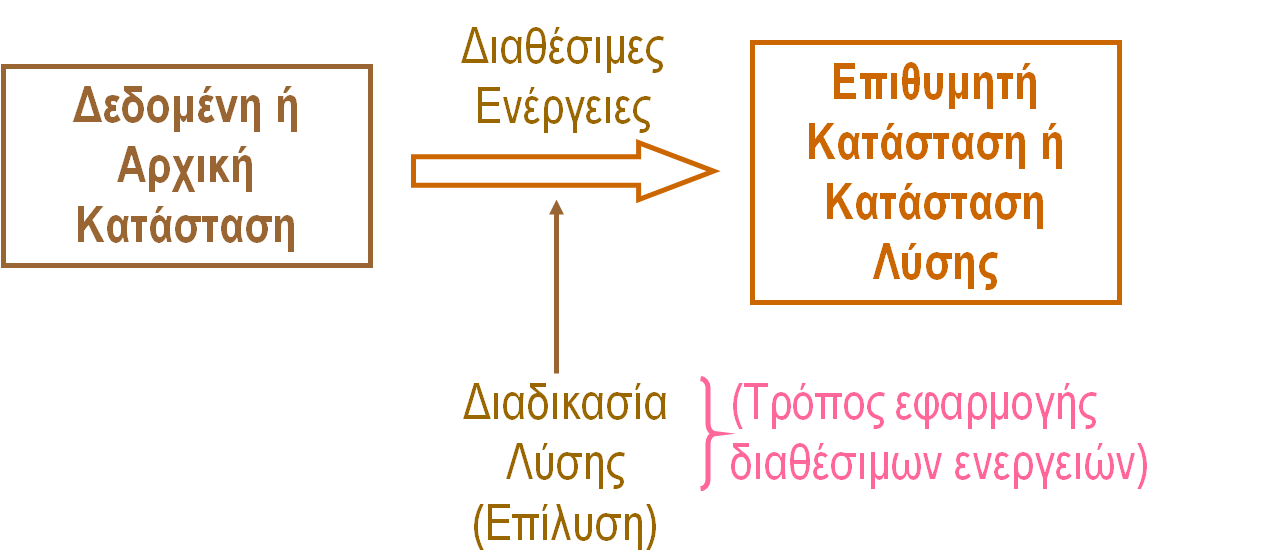 Δεδομένη ή
Αρχική
Κατάσταση
Διαθέσιμες
Ενέργειες
Επιθυμητή
Κατάσταση ή
Κατάσταση
Λύσης
Διαδικασία
Λύσης
(Επίλυση)
(Τρόπος εφαρμογής
διαθέσιμων ενεργειών)